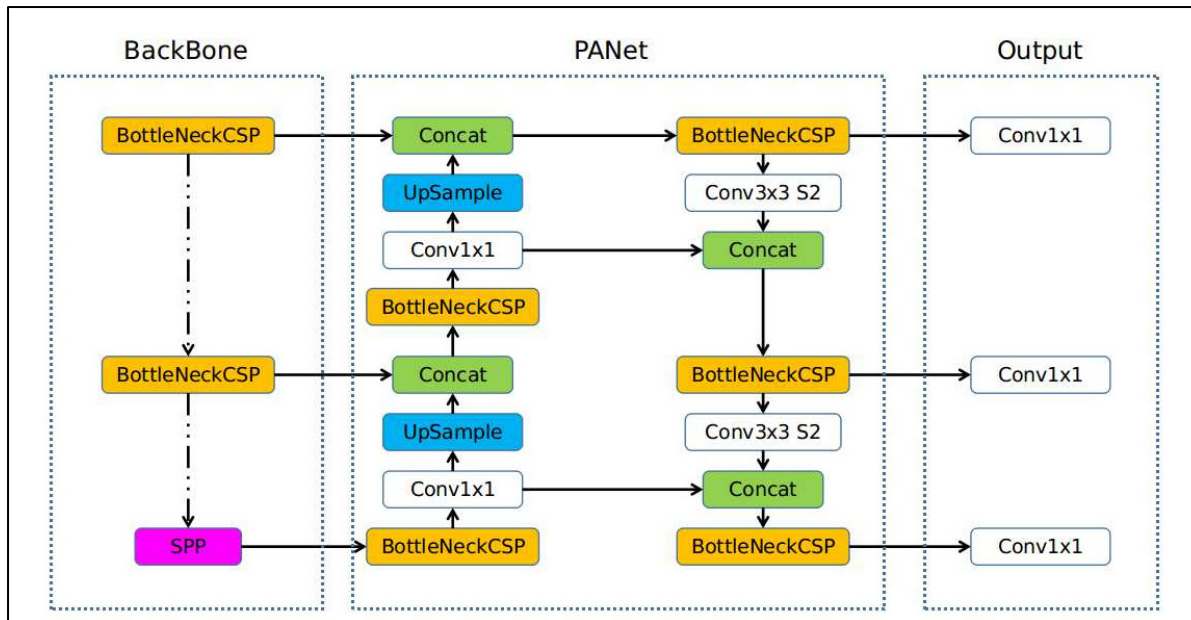 BackBone
PANet
Output
BottleNeckCSP
Concat
BottleNeckCSP
Conv1x1
UpSample
Conv3x3 S2
Conv1x1
Concat
BottleNeckCSP
BottleNeckCSP
Concat
BottleNeckCSP
Conv1x1
UpSample
Conv3x3 S2
Conv1x1
Concat
SPP
BottleNeckCSP
BottleNeckCSP
Conv1x1